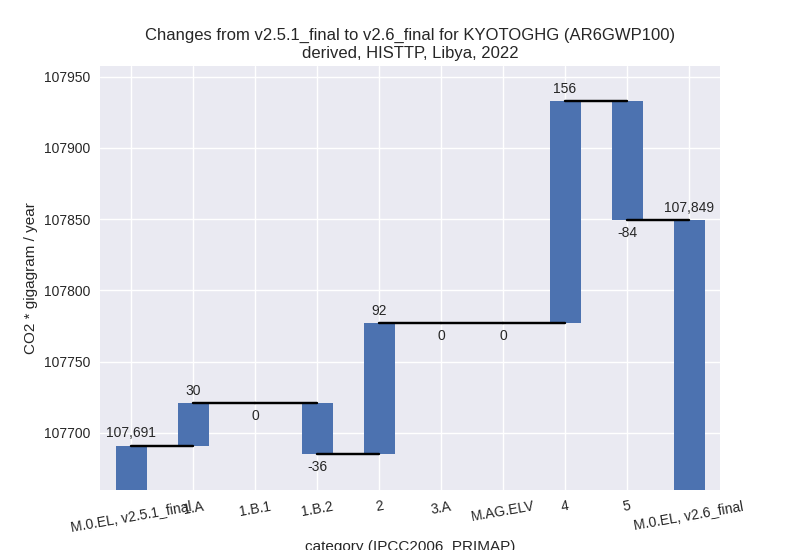 Changes from v2.5.1_final to v2.6_final for KYOTOGHG (AR6GWP100)
derived, HISTTP, Libya, 2022
107950
107900
107850
107800
107750
107700
CO2 * gigagram / year
107,691
30
0
-36
92
0
0
156
-84
107,849
M.0.EL, v2.5.1_final
1.A
1.B.1
1.B.2
2
3.A
M.AG.ELV
4
5
M.0.EL, v2.6_final
category (IPCC2006_PRIMAP)